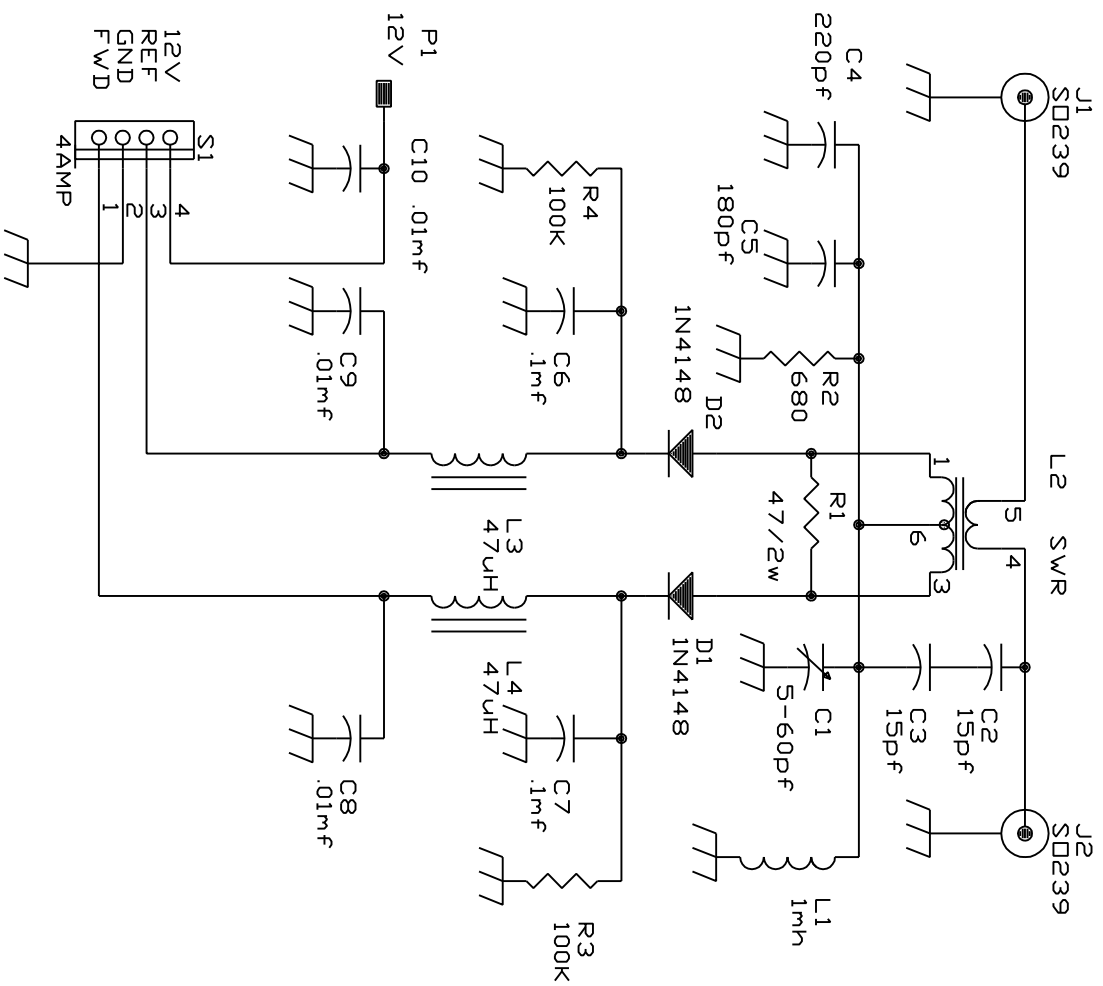 J1
SO239
L2 SWR
5
4
J2
SO239
C4
220pf
C5
180pf
R2
680
1
6
3
R1
47/2w
C2
15pf
C3
15pf
C1
5-60pf
L1
1mh
D2
1N4148
D1
1N4148
R4
100K
C6
.1mf
L3
47uH
L4
47uH
C7
.1mf
R3
100K
P1
12V
C10 .01mf
C9
.01mf
C8
.01mf
S1
4AMP
12V
REF
GND
FWD
4
3
2
1